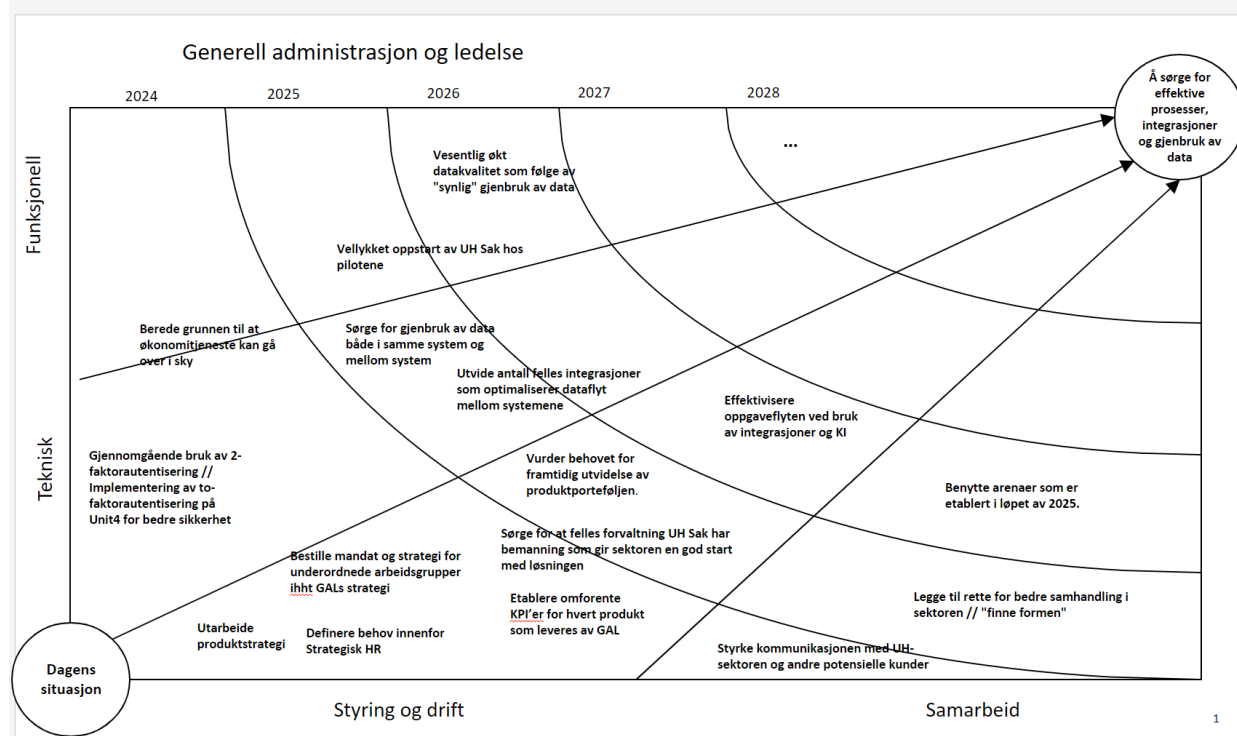 Generell administrasjon og ledelse
2024
2025
2026
2027
2028
Å sørge for
effektive
prosesser,
integrasjoner
og gjenbruk av
data
Funksjonell
Teknisk
...
Vesentlig økt
datakvalitet som følge av
"synlig" gjenbruk av data
Vellykket oppstart av UH Sak hos
pilotene
Berede grunnen til at
økonomitjeneste kan gå
over i sky
Sørge for gjenbruk av data
både i samme system og
mellom system
Utvide antall felles integrasjoner
som optimaliserer dataflyt
mellom systemene
Effektivisere
oppgaveflyten ved bruk
av integrasjoner og KI
Gjennomgående bruk av 2-
faktorautentisering //
Implementering av to-
faktorautentisering på
Unit4 for bedre sikkerhet
Vurder behovet for
framtidig utvidelse av
produktporteføljen.
Benytte arenaer som er
etablert i løpet av 2025.
Sørge for at felles forvaltning UH Sak har
bemanning som gir sektoren en god start
med løsningen
Bestille mandat og strategi for
underordnede arbeidsgrupper
ihht GALs strategi
Etablere omforente
KPI'er for hvert produkt
som leveres av GAL
Legge til rette for bedre samhandling i
sektoren // "finne formen"
Utarbeide
produktstrategi
Definere behov innenfor
Strategisk HR
Styrke kommunikasjonen med UH-
sektoren og andre potensielle kunder
Dagens
situasjon
Styring og drift
Samarbeid
1